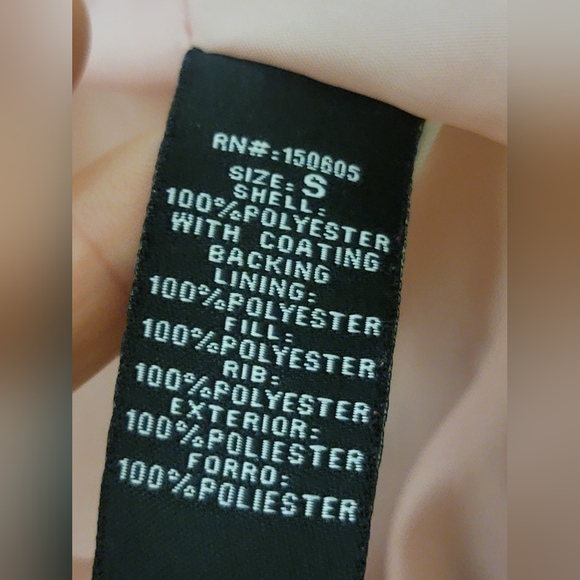 RN#:150605
SIZE: S
SHELL:
100%POLYESTER
WITH COATING
BACKING
LINING:
100%POLYESTER
FILL:
100%POLYESTER
RIB:
100%POLYESTER
EXTERIOR:
100%POLIESTER
FORRO:
100%POLIESTER